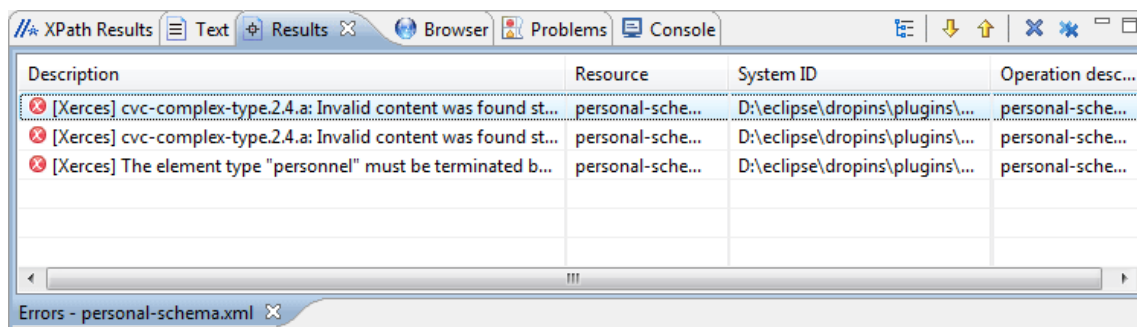 XPath Results Text Results Browser Problems Console
Description Resource System ID Operation desc...
[Xerces] cvc-complex-type.2.4.a: Invalid content was found st... personal-sche... D:\eclipse\dropins\plugins\... personal-sche...
[Xerces] cvc-complex-type.2.4.a: Invalid content was found st... personal-sche... D:\eclipse\dropins\plugins\... personal-sche...
[Xerces] The element type "personnel" must be terminated b... personal-sche... D:\eclipse\dropins\plugins\... personal-sche...
Errors - personal-schema.xml